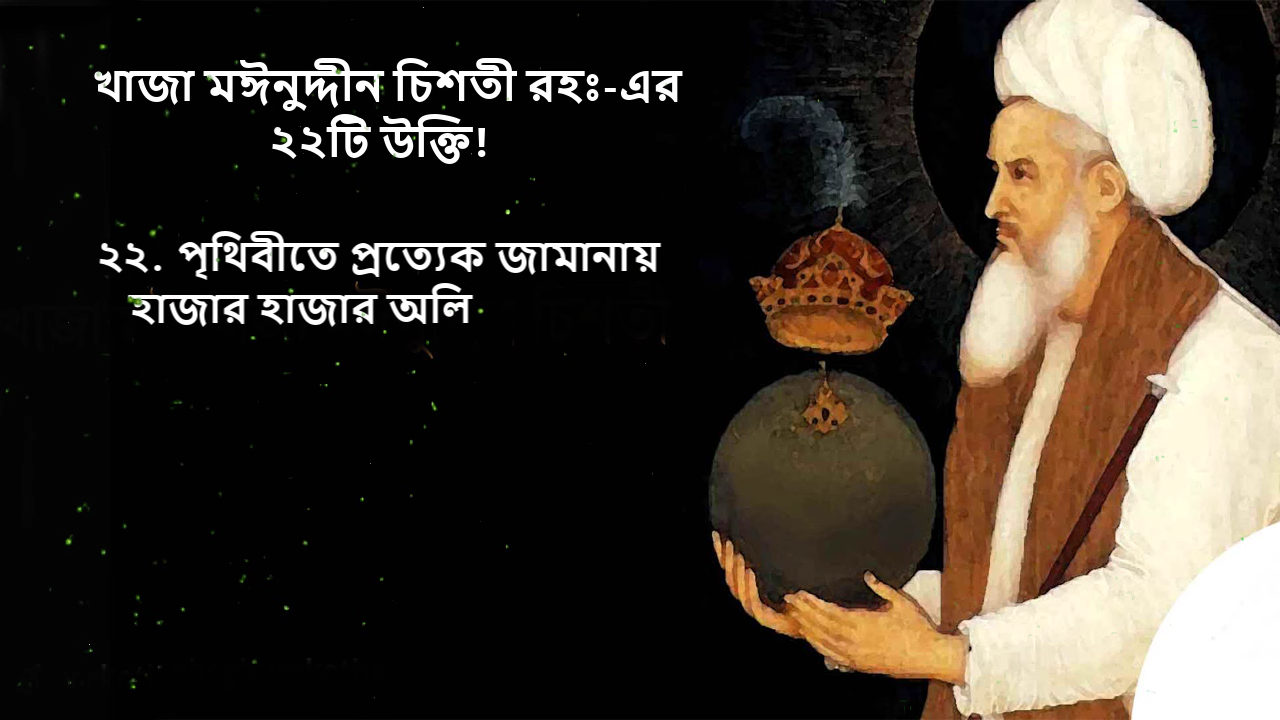 খাজা মঈনুদ্দীন চিশতী রহঃ-এর
২২টি উক্তি!
২২. পৃথিবীতে প্রত্যেক জামানায়
হাজার হাজার অলি